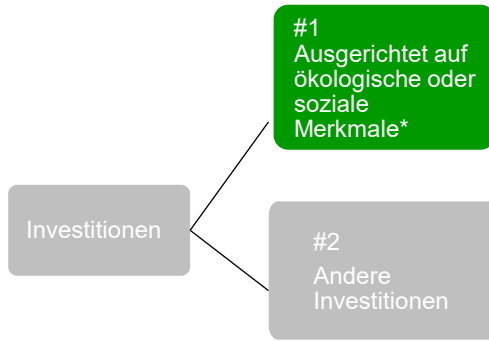 #1
Ausgerichtet auf
ökologische oder
soziale
Merkmale*
Investitionen
#2
Andere
Investitionen